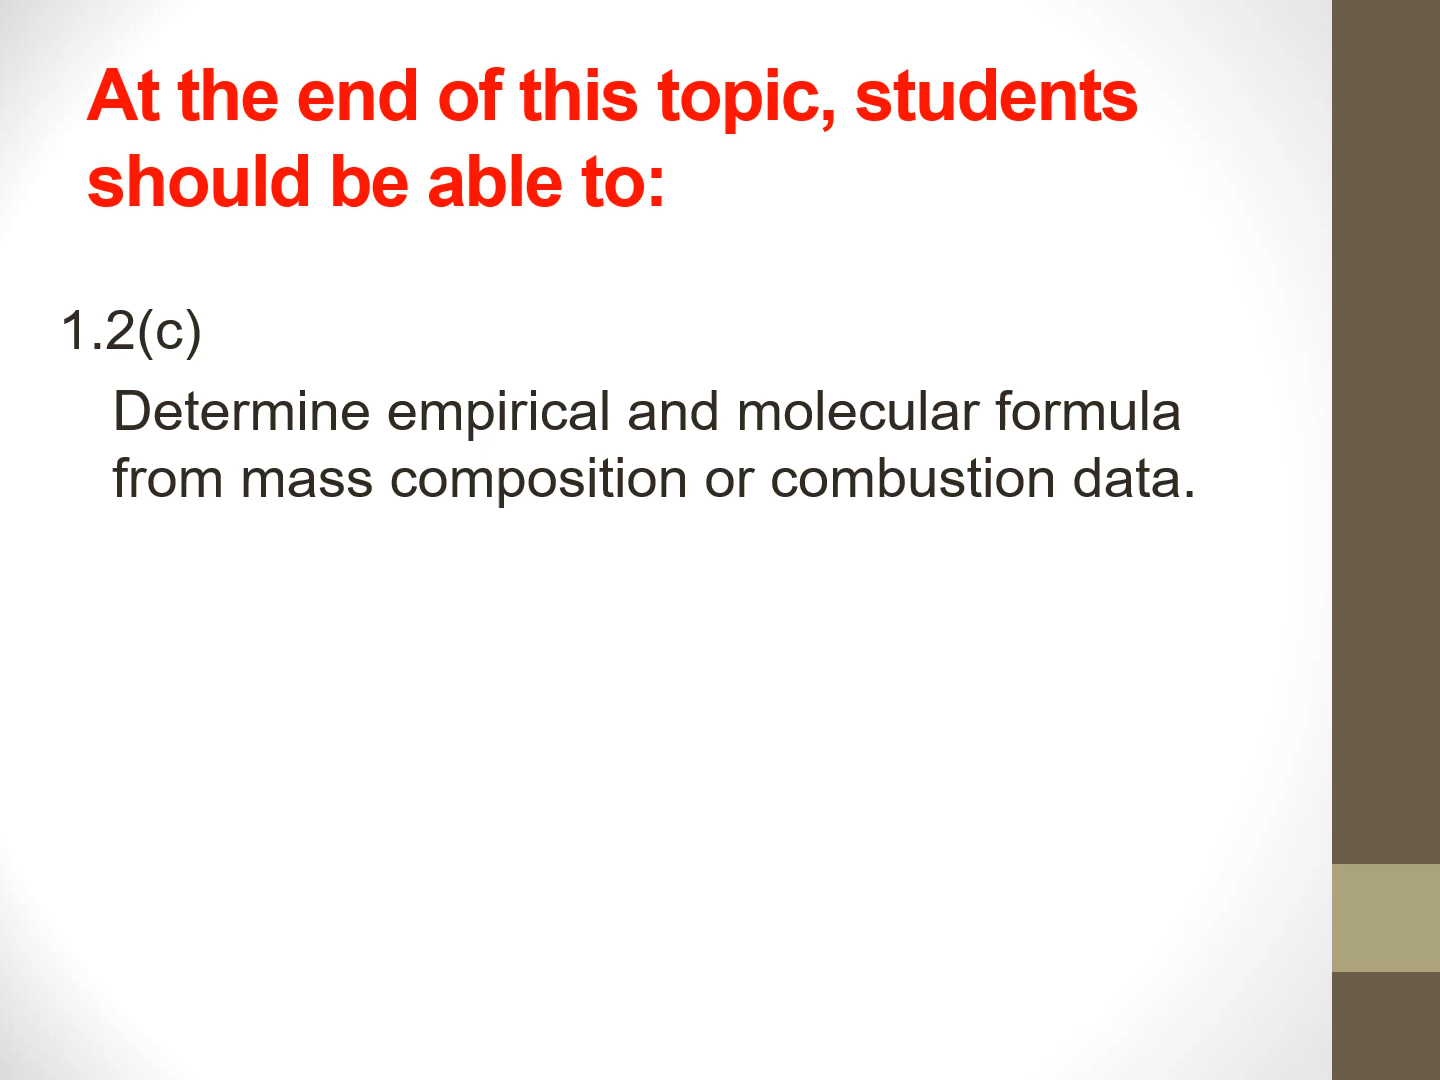 At the end of this topic, students
should be able to:
1.2(c)
Determine empirical and molecular formula
from mass composition or combustion data.